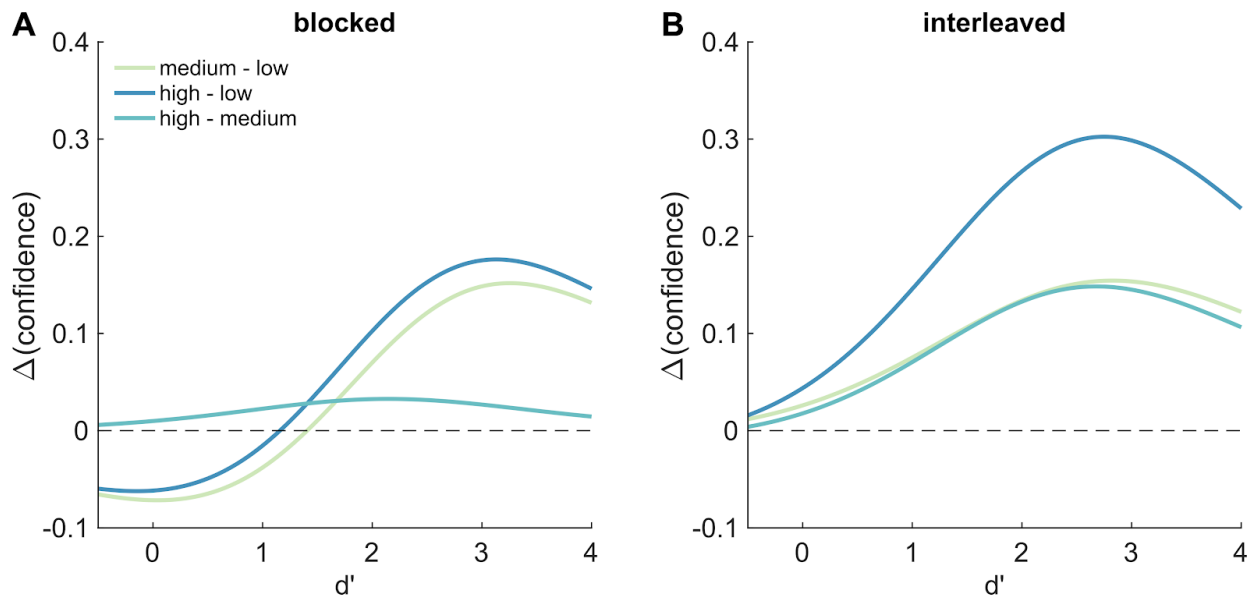 A blocked
0.4
0.3
0.2
0.1
0
-0.1
Δ(confidence)
medium - low
high - low
high - medium
0 1 2 3 4
d'
B interleaved
0.4
0.3
0.2
0.1
0
-0.1
Δ(confidence)
0 1 2 3 4
d'